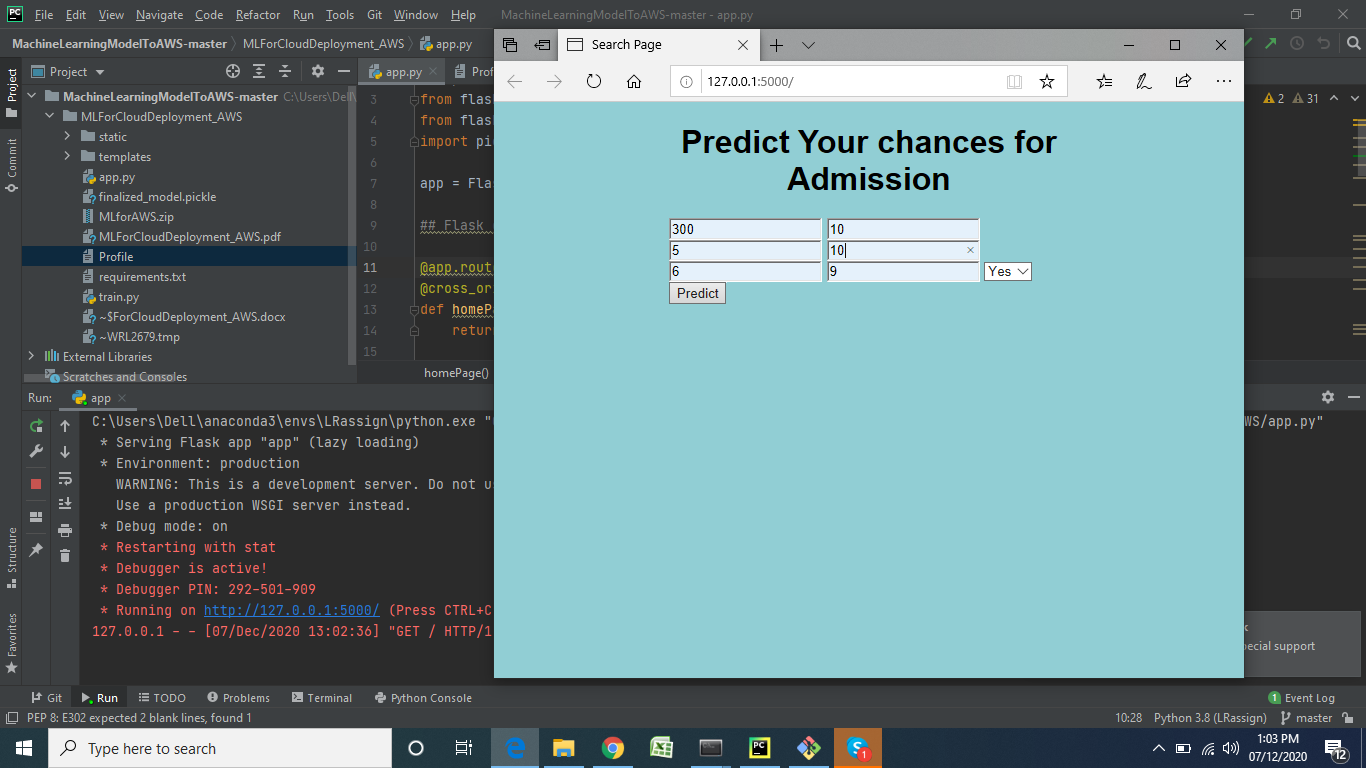 File Edit View Navigate Code Refactor Run Tools Git Window Help MachineLearningModelToAWS-master - app.py
MachineLearningModelToAWS-master MLForCloudDeployment_AWS app.py
Project
Commit
Structure
Favorites
Project
MachineLearningModelToAWS-master C:\Users\Dell\
MLForCloudDeployment_AWS
static
templates
app.py
finalized_model.pickle
MLforAWS.zip
MLForCloudDeployment_AWS.pdf
Profile
requirements.txt
train.py
~$ForCloudDeployment_AWS.docx
~WRL2679.tmp
External Libraries
Scratches and Consoles
app.py Prof
3 from flas
4 from flas
5 import pi
6
7 app = Flas
8
9 ## Flask
10
11 @app.rout
12 @cross_or
13 def homeP
14 retur
15
homePage()
2 31
Search Page
127.0.0.1:5000/
Predict Your chances for
Admission
300 10
5 10
6 9 Yes
Predict
Run: app
C:\Users\Dell\anaconda3\envs\LRassign\python.exe " WS/app.py"
* Serving Flask app "app" (lazy loading)
* Environment: production
WARNING: This is a development server. Do not u
Use a production WSGI server instead.
* Debug mode: on
* Restarting with stat
* Debugger is active!
* Debugger PIN: 292-501-909
* Running on http://127.0.0.1:5000/ (Press CTRL+C
127.0.0.1 - - [07/Dec/2020 13:02:36] "GET / HTTP/1
pecial support
Git Run TODO Problems Terminal Python Console 1 Event Log
PEP 8: E302 expected 2 blank lines, found 1 10:28 Python 3.8 (LRassign) master
Type here to search
1
1:03 PM
07/12/2020
12